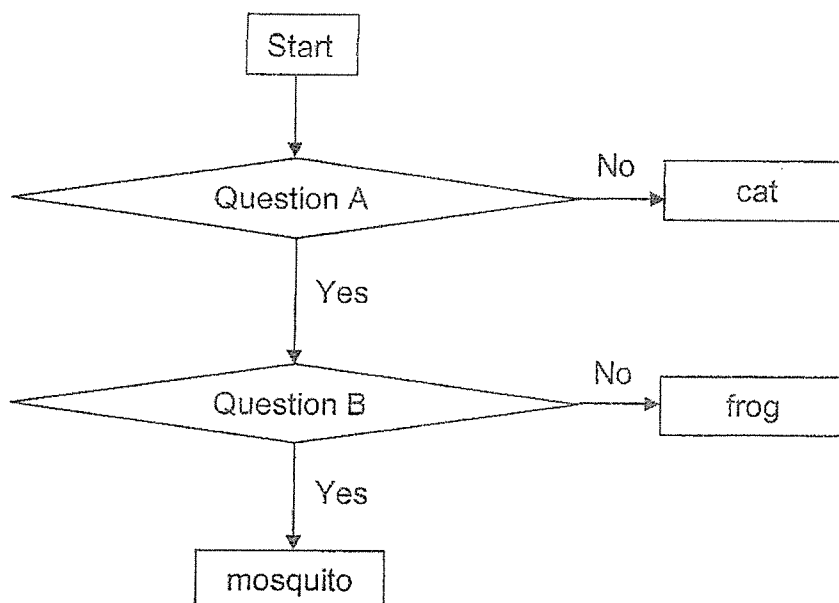 Start
Question A
No
cat
Yes
Question B
No
frog
Yes
mosquito